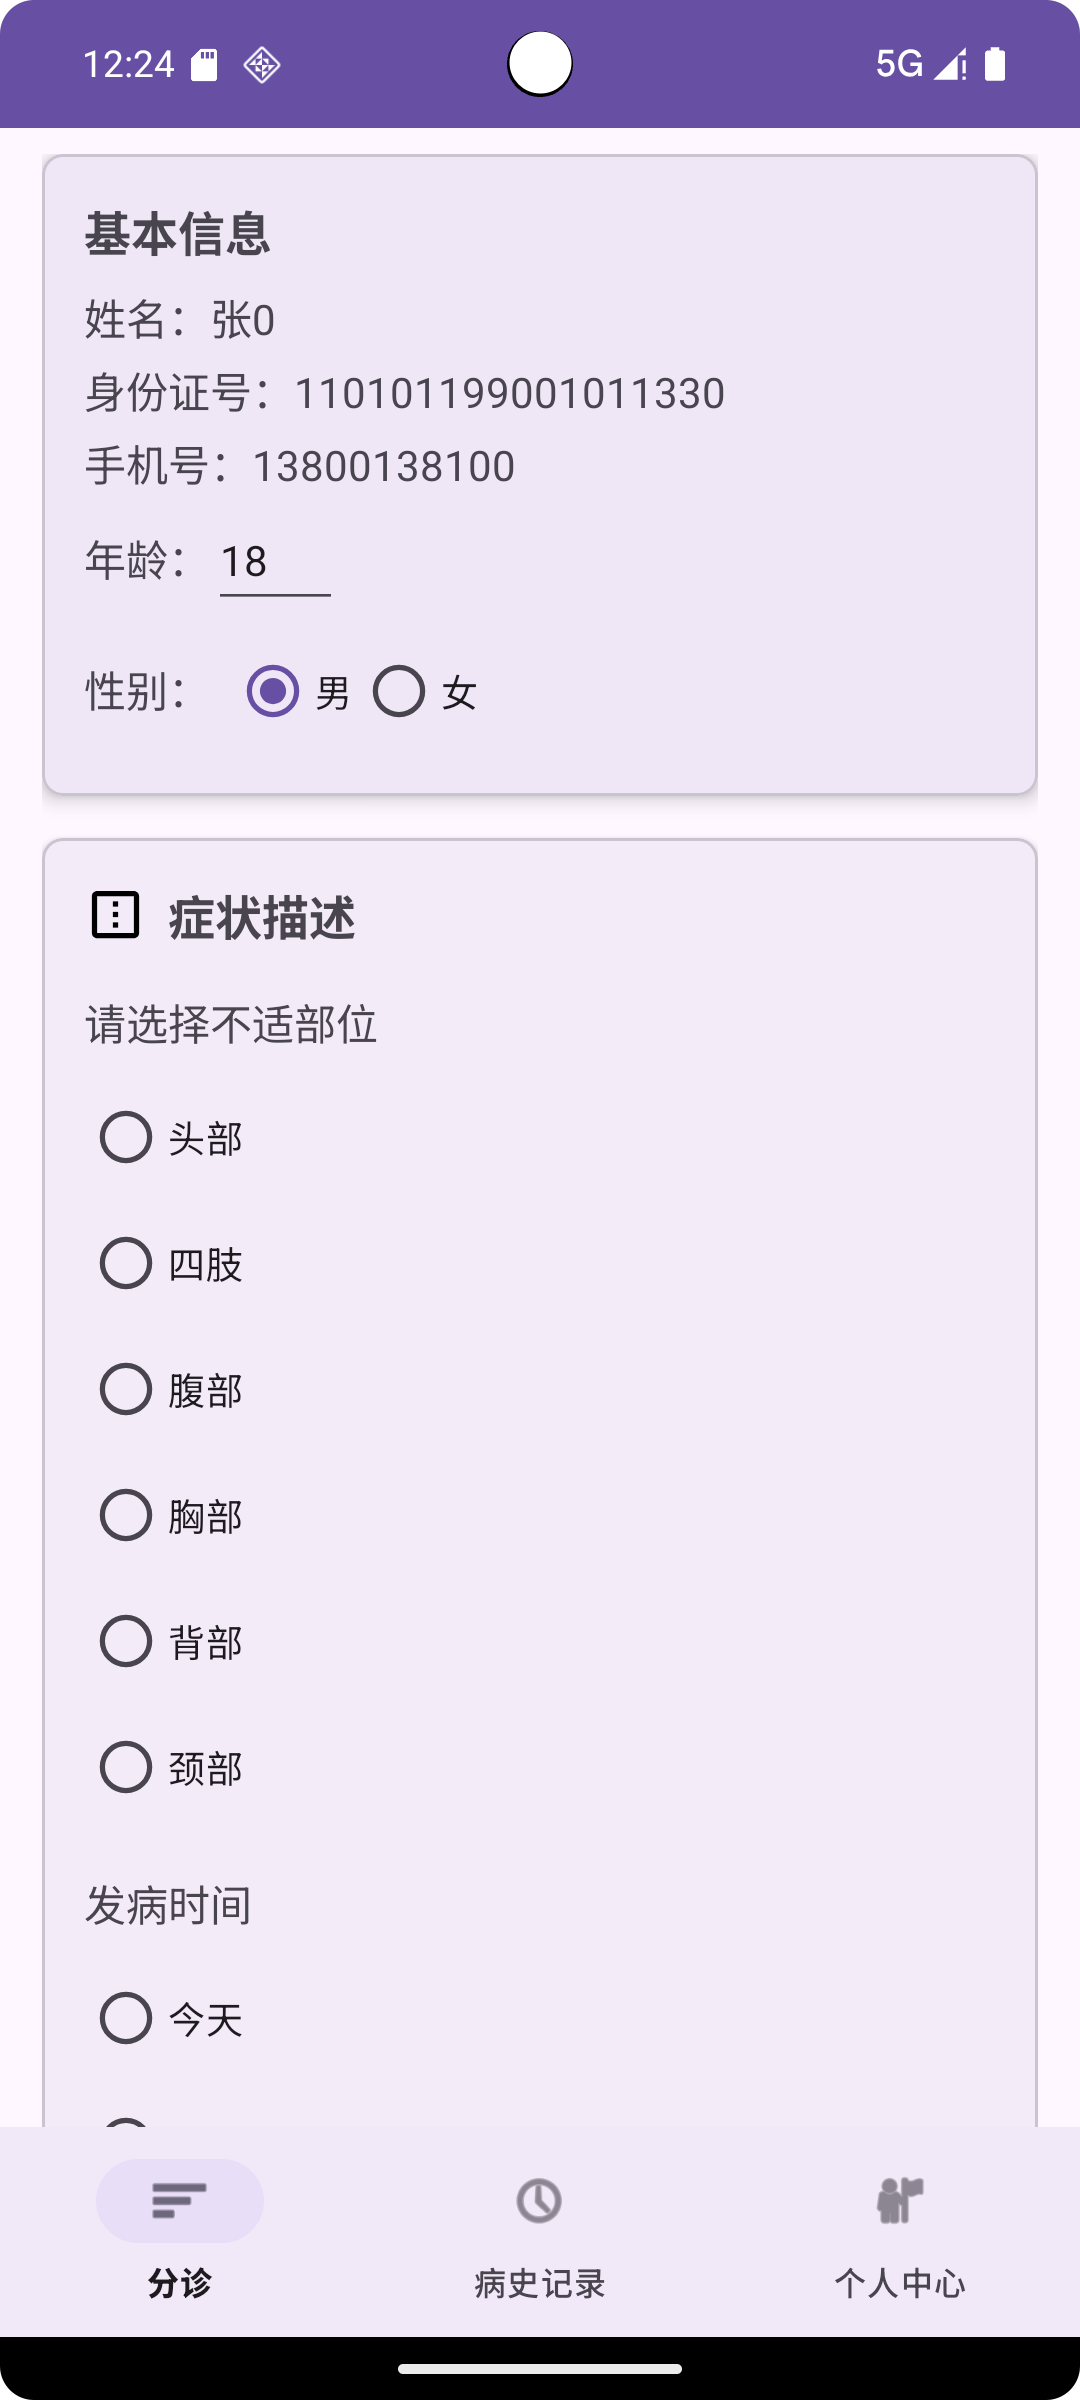 12:24
5G
基本信息
姓名：张0
身份证号：110101199001011330
手机号：13800138100
年龄：18
性别：男 女
症状描述
请选择不适部位
头部
四肢
腹部
胸部
背部
颈部
发病时间
今天
分诊 病史记录 个人中心